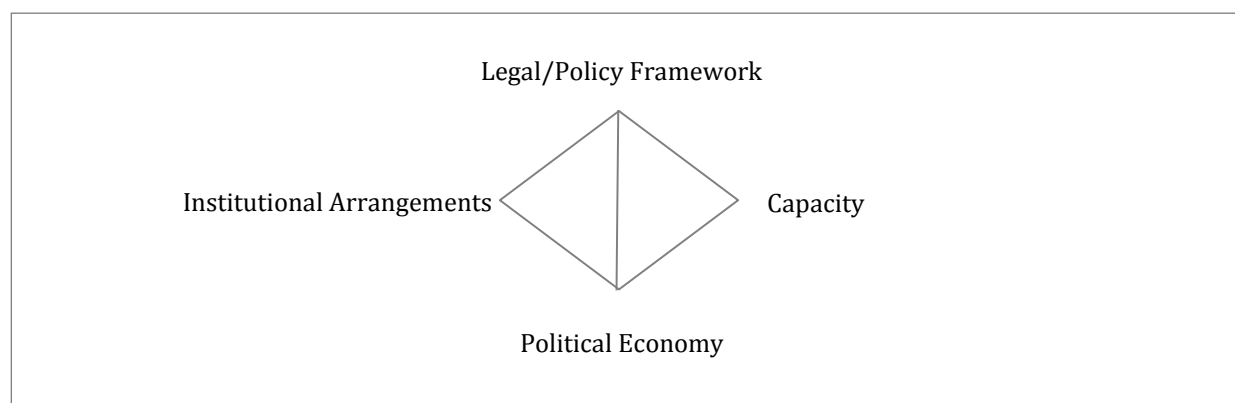 Legal/Policy Framework
Institutional Arrangements
Capacity
Political Economy